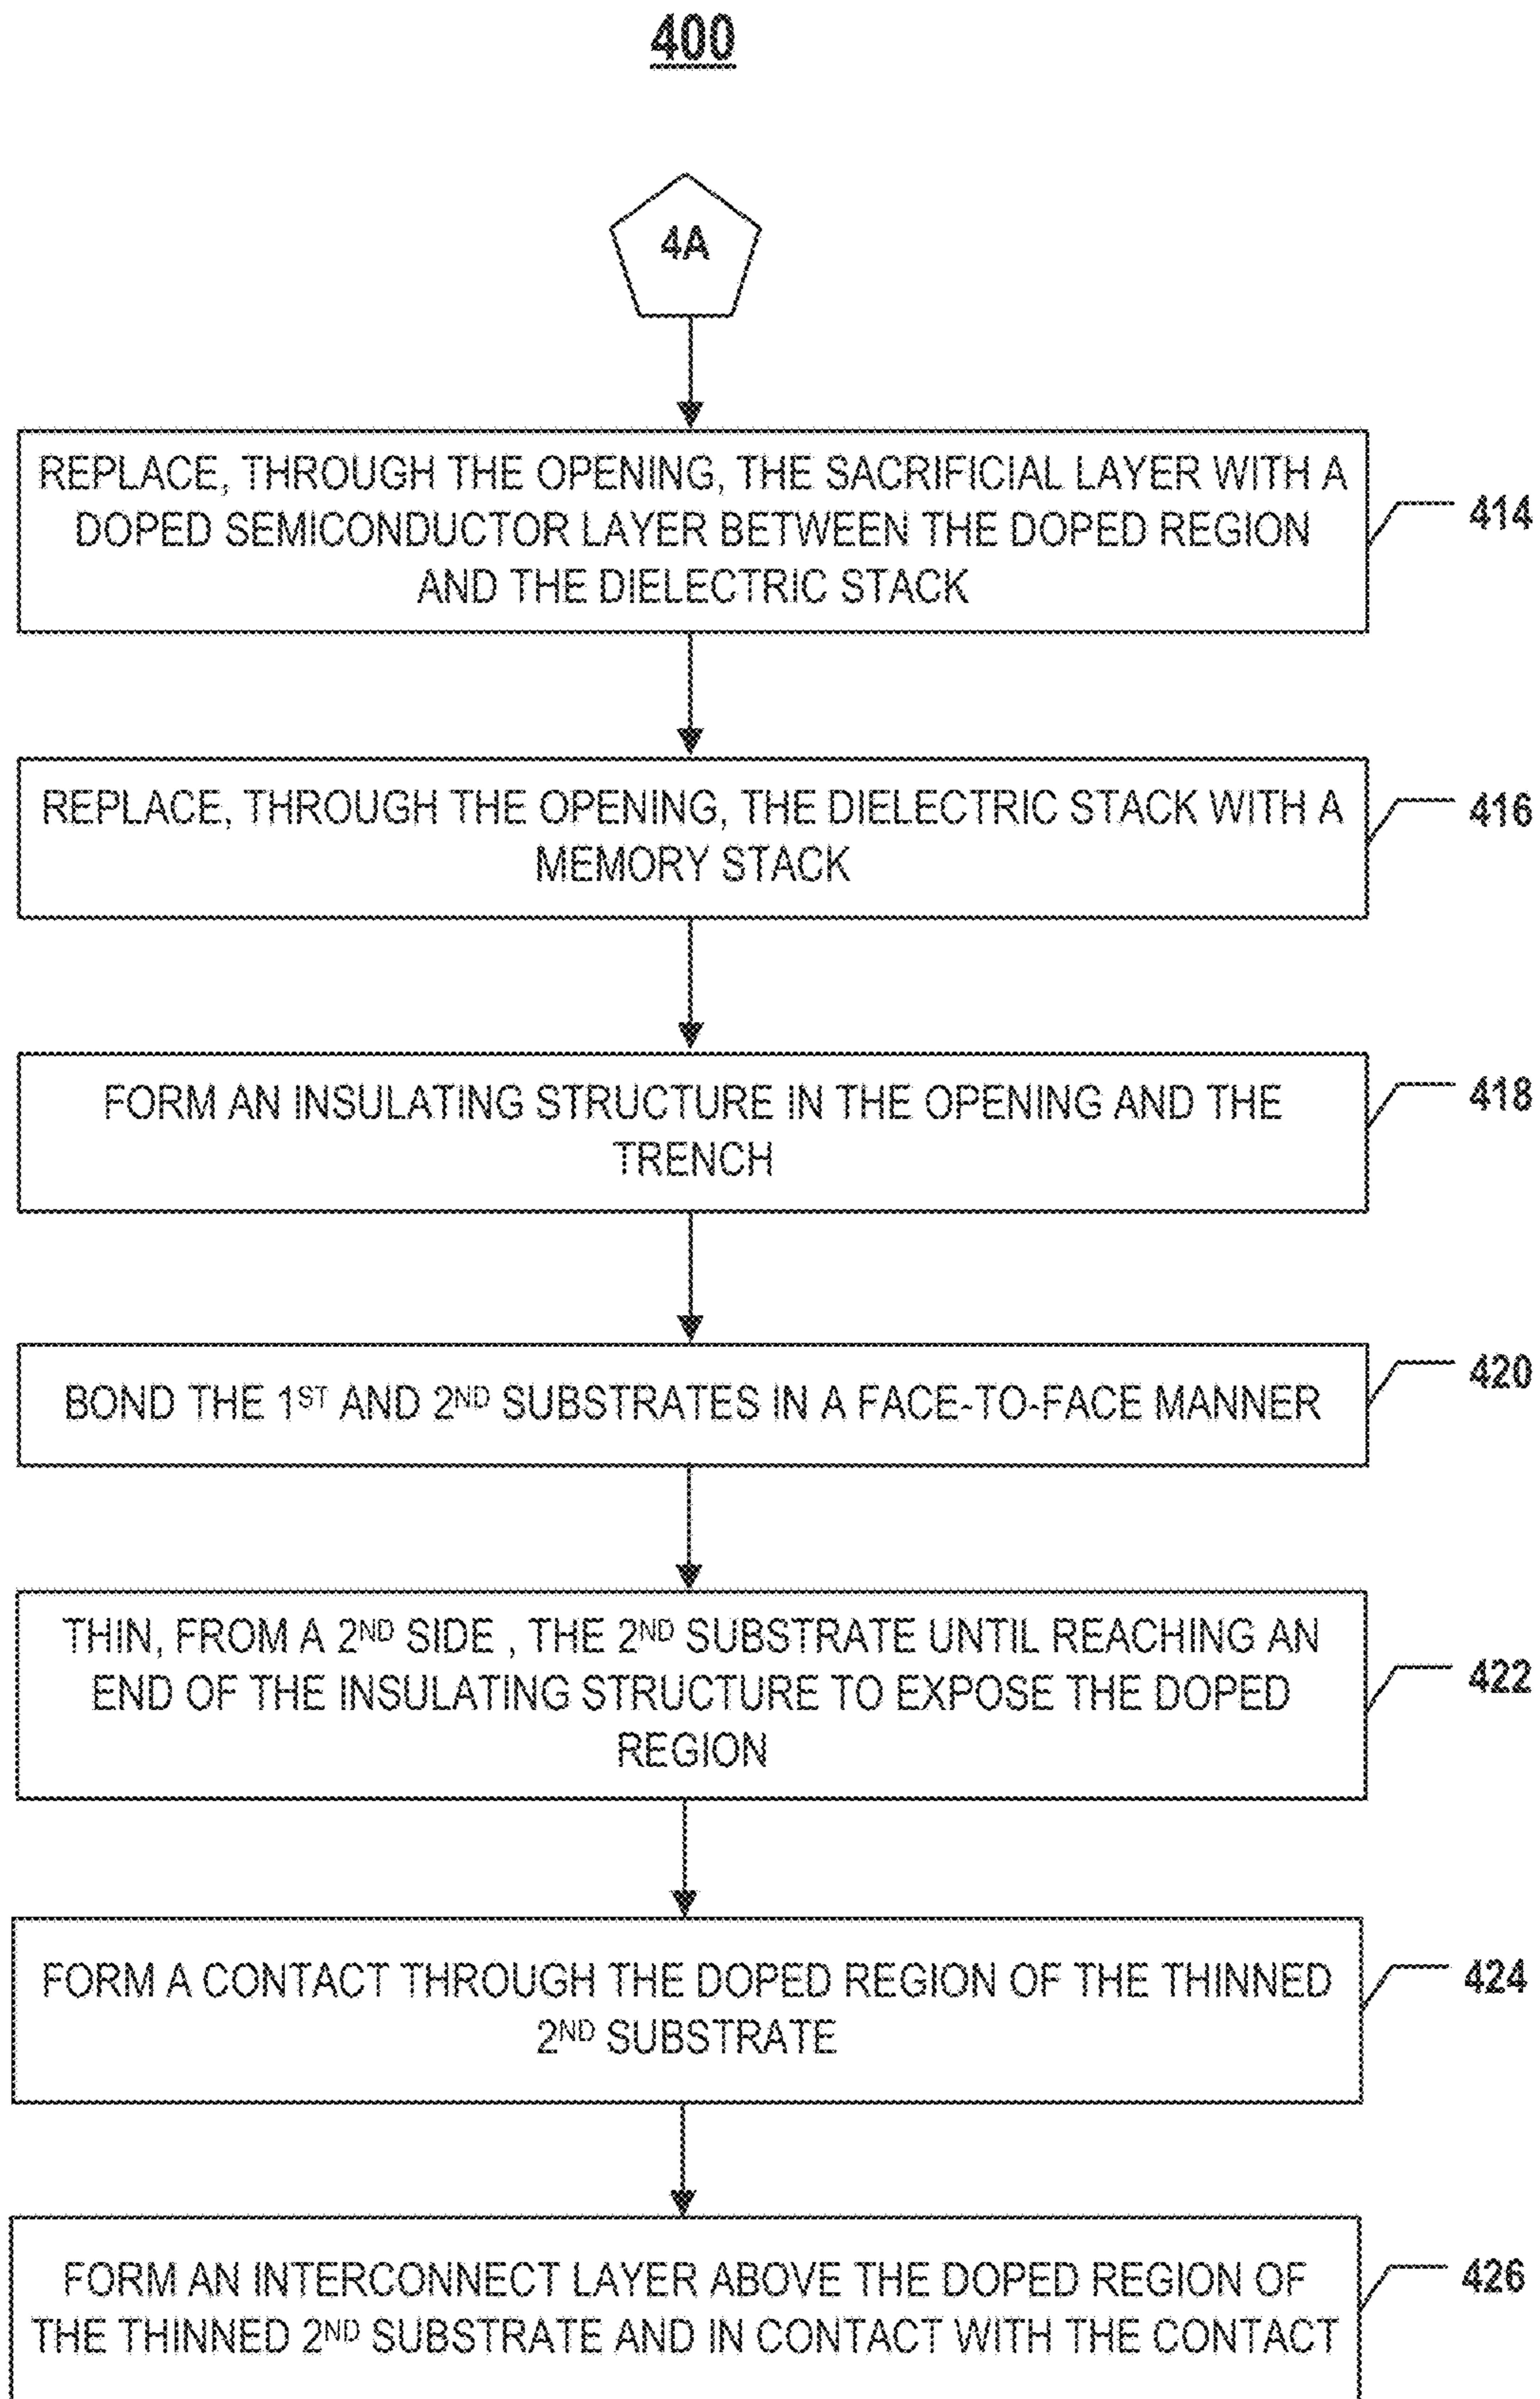 400
4A
REPLACE, THROUGH THE OPENING, THE SACRIFICIAL LAYER WITH A
DOPED SEMICONDUCTOR LAYER BETWEEN THE DOPED REGION
AND THE DIELECTRIC STACK
414
REPLACE, THROUGH THE OPENING, THE DIELECTRIC STACK WITH A
MEMORY STACK
416
FORM AN INSULATING STRUCTURE IN THE OPENING AND THE
TRENCH
418
BOND THE 1ST AND 2ND SUBSTRATES IN A FACE-TO-FACE MANNER
420
THIN, FROM A 2ND SIDE , THE 2ND SUBSTRATE UNTIL REACHING AN
END OF THE INSULATING STRUCTURE TO EXPOSE THE DOPED
REGION
422
FORM A CONTACT THROUGH THE DOPED REGION OF THE THINNED
2ND SUBSTRATE
424
FORM AN INTERCONNECT LAYER ABOVE THE DOPED REGION OF
THE THINNED 2ND SUBSTRATE AND IN CONTACT WITH THE CONTACT
426